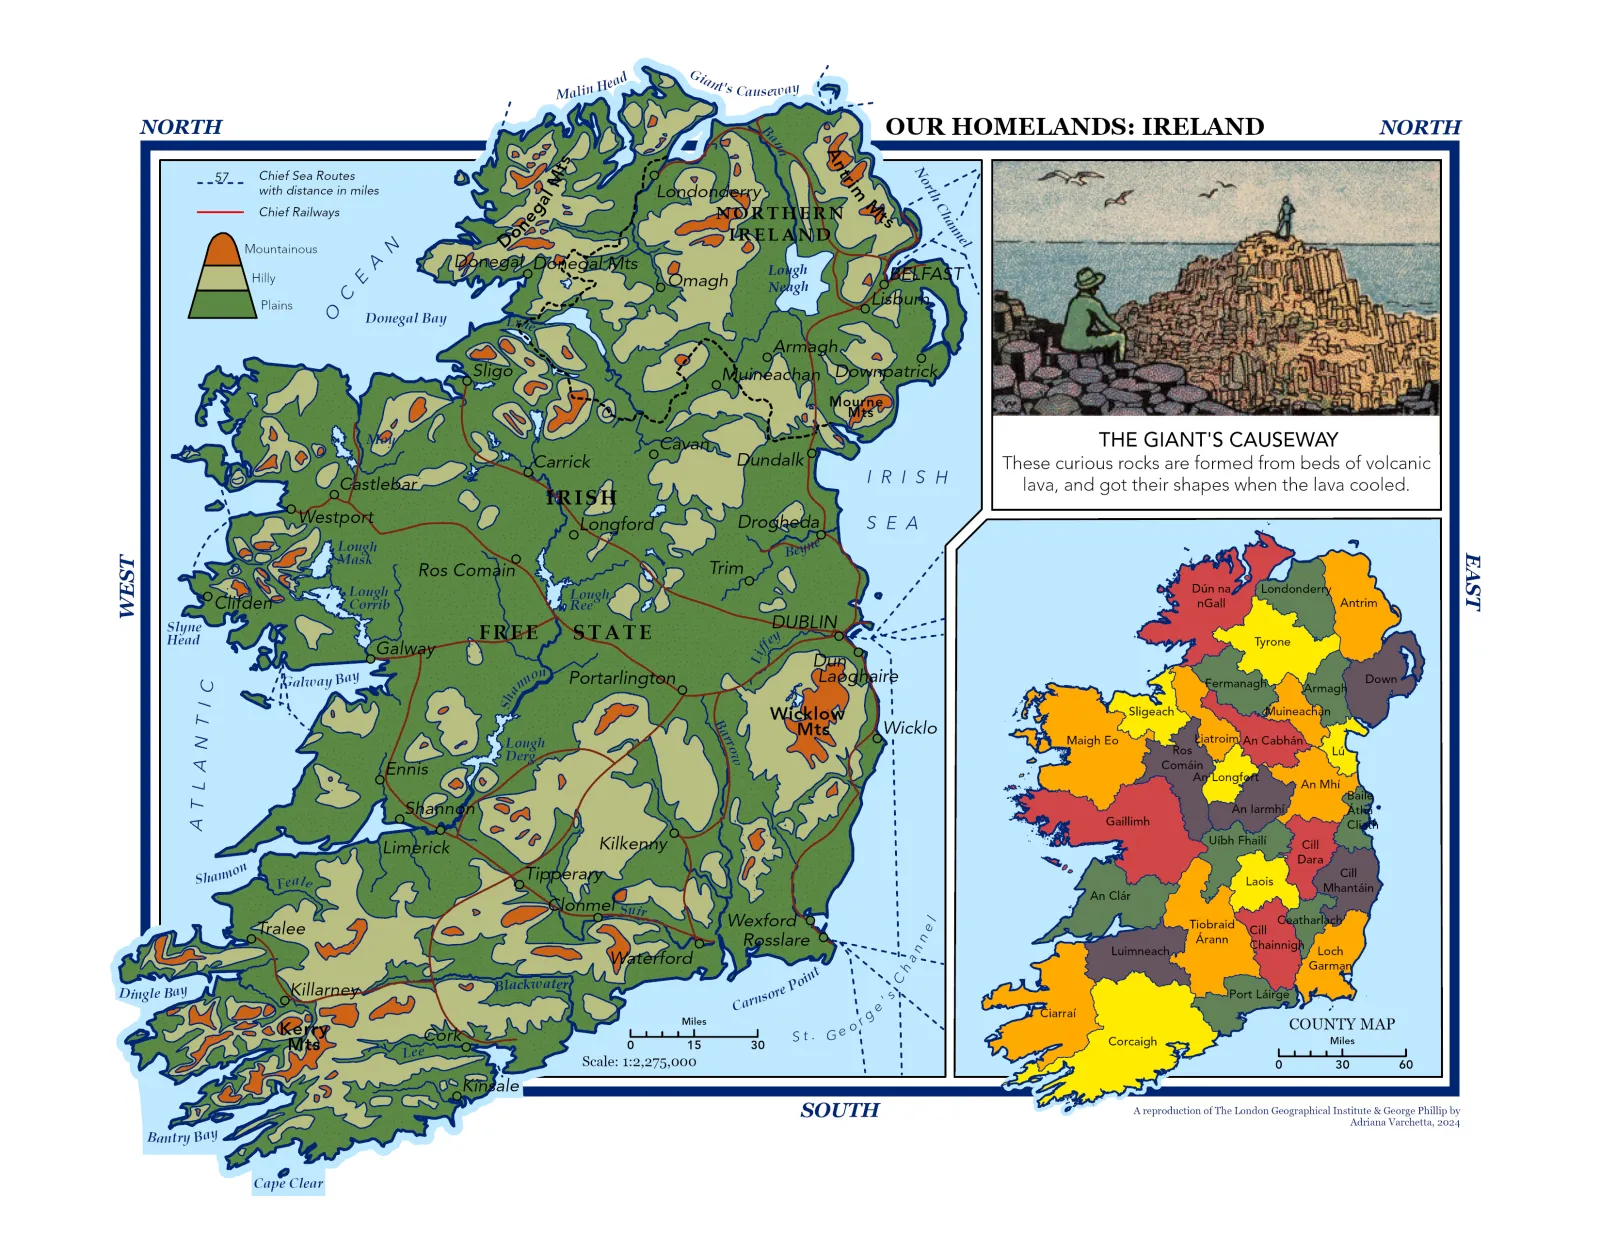 Malin Head
Giant's Causeway
NORTH
OUR HOMELANDS: IRELAND
NORTH
57
Chief Sea Routes
with distance in miles
Chief Railways
Mountainous
Hilly
Plains
OCEAN
Donegal Bay
Donegal Mts
Donegal
Donegal Mts
Londonderry
Bann
Antrim Mts
North Channel
NORTHERN
IRELAND
Omagh
Lough
Neagh
BELFAST
Lisburn
Armagh
Muineachan
Downpatrick
Mourne
Mts
Sligo
Moy
Cavan
Dundalk
Carrick
Castlebar
Westport
IRISH
Longford
Drogheda
Beyne
IRISH
SEA
Lough
Mask
Ros Comain
Trim
Lough
Corrib
Lough
Ree
Clifden
Slyne
Head
WEST
FREE STATE
DUBLIN
Liffey
Dun
Laoghaire
Galway
Galway Bay
Shannon
Portarlington
Wicklow
Mts
Wicklo
Barrow
Lough
Derg
ATLANTIC
Ennis
Shannon
Limerick
Kilkenny
Shannon
Feale
Tipperary
Clonmel
Suir
Wexford
Rosslare
Tralee
Waterford
Dingle Bay
Killarney
Blackwater
Carnsore Point
St. George's Channel
Kerry
Mts
Cork
Lee
Kinsale
Bantry Bay
Cape Clear
Miles
0 15 30
Scale: 1:2,275,000
SOUTH
THE GIANT'S CAUSEWAY
These curious rocks are formed from beds of volcanic
lava, and got their shapes when the lava cooled.
EAST
Dún na
nGall
Londonderry
Antrim
Tyrone
Fermanagh
Armagh
Down
Sligeach
Muineachán
Maigh Eo
Liatroim
An Cabhán
Lú
Ros
Comáin
An Longfort
An Mhí
An Iarmhí
Baile
Átha
Cliath
Gaillimh
Uíbh Fhailí
Cill
Dara
Laois
Cill
Mhantáin
An Clár
Ceatharlach
Tiobraid
Árann
Cill
Chainnigh
Loch
Garman
Luimneach
Port Láirge
Ciarraí
Corcaigh
COUNTY MAP
Miles
0 30 60
A reproduction of The London Geographical Institute & George Phillip by
Adriana Varchetta, 2024